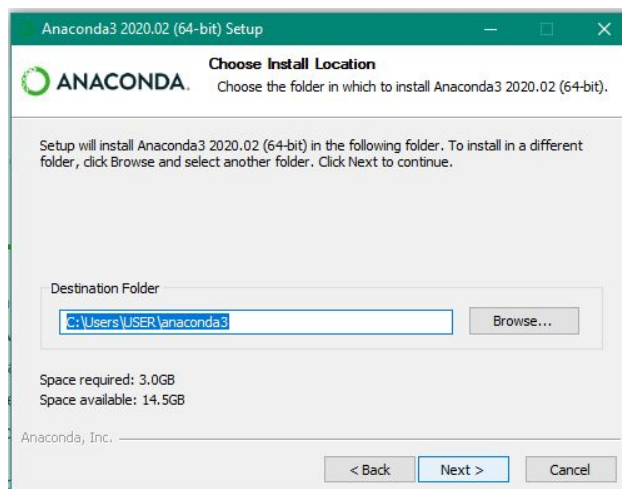 Anaconda3 2020.02 (64-bit) Setup
ANACONDA.
Choose Install Location
Choose the folder in which to install Anaconda3 2020.02 (64-bit).
Setup will install Anaconda3 2020.02 (64-bit) in the following folder. To install in a different
folder, click Browse and select another folder. Click Next to continue.
Destination Folder
C:\Users\USER\anaconda3
Browse...
Space required: 3.0GB
Space available: 14.5GB
Anaconda, Inc.
< Back
Next >
Cancel